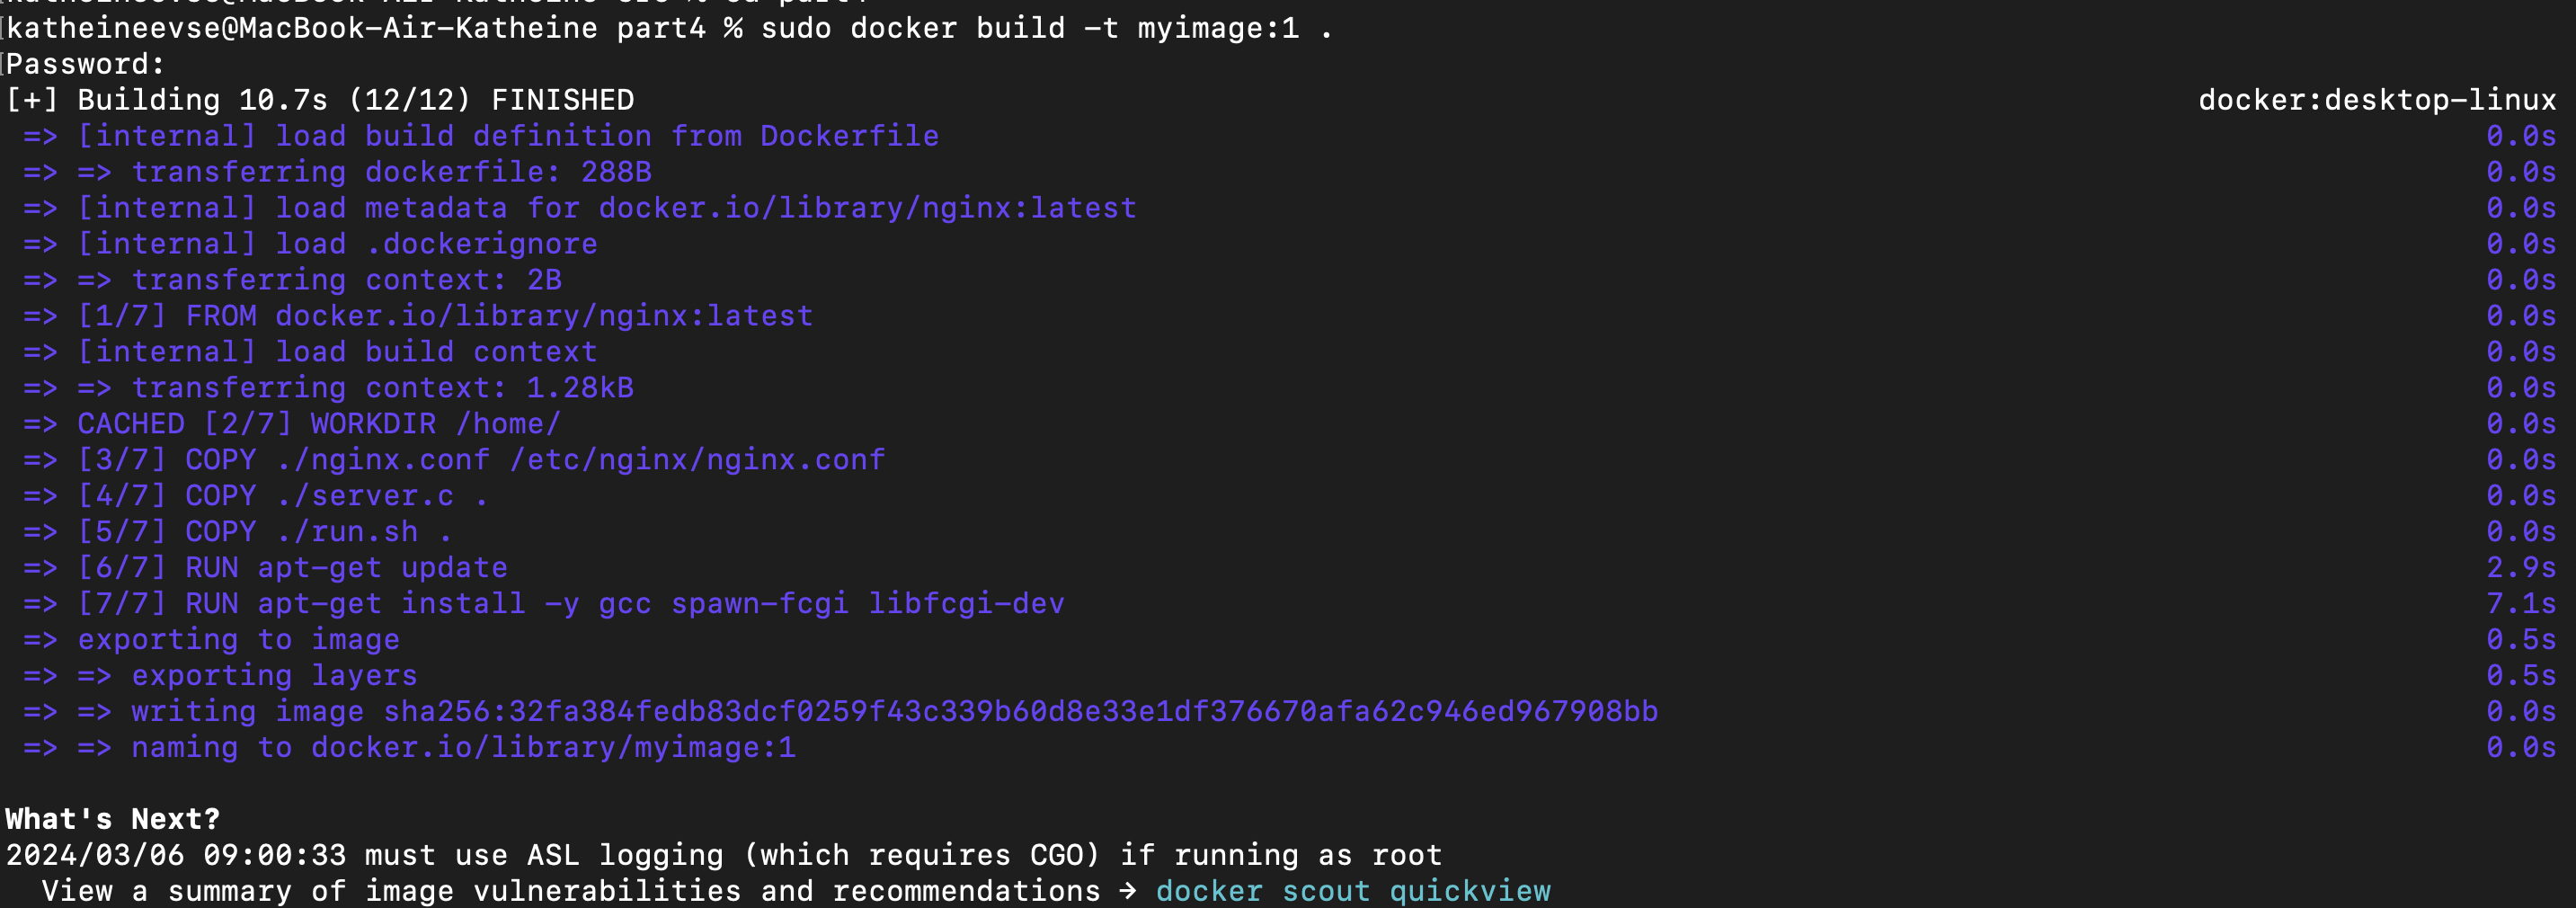 katheineevse@MacBook-Air-Katheine part4 % sudo docker build -t myimage:1 .
Password:
[+] Building 10.7s (12/12) FINISHED docker:desktop-linux
=> [internal] load build definition from Dockerfile 0.0s
=> => transferring dockerfile: 288B 0.0s
=> [internal] load metadata for docker.io/library/nginx:latest 0.0s
=> [internal] load .dockerignore 0.0s
=> => transferring context: 2B 0.0s
=> [1/7] FROM docker.io/library/nginx:latest 0.0s
=> [internal] load build context 0.0s
=> => transferring context: 1.28kB 0.0s
=> CACHED [2/7] WORKDIR /home/ 0.0s
=> [3/7] COPY ./nginx.conf /etc/nginx/nginx.conf 0.0s
=> [4/7] COPY ./server.c . 0.0s
=> [5/7] COPY ./run.sh . 0.0s
=> [6/7] RUN apt-get update 2.9s
=> [7/7] RUN apt-get install -y gcc spawn-fcgi libfcgi-dev 7.1s
=> exporting to image 0.5s
=> => exporting layers 0.5s
=> => writing image sha256:32fa384fedb83dcf0259f43c339b60d8e33e1df376670afa62c946ed967908bb 0.0s
=> => naming to docker.io/library/myimage:1 0.0s
What's Next?
2024/03/06 09:00:33 must use ASL logging (which requires CGO) if running as root
View a summary of image vulnerabilities and recommendations → docker scout quickview